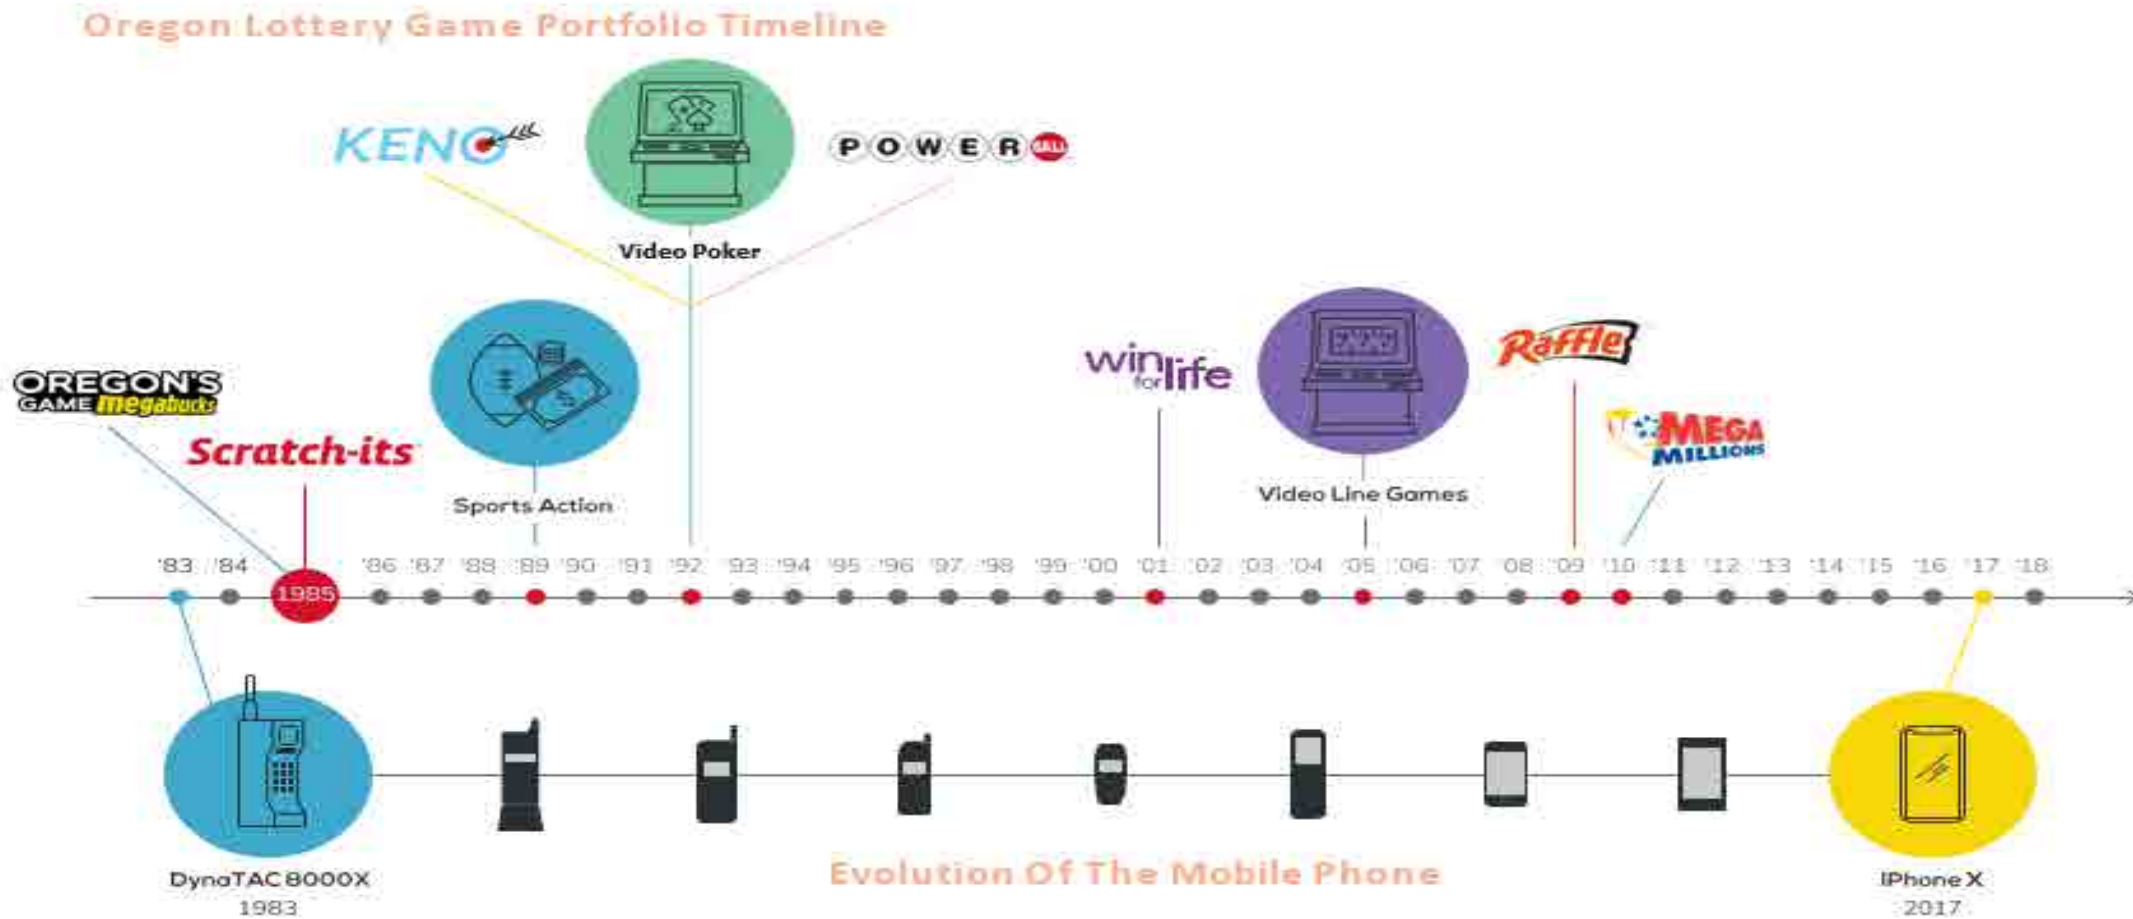 Oregon Lottery Game Portfolio Timeline
KENO
POWER BALL
Video Poker
OREGON'S
GAME megabucks
Scratch-its
Sports Action
win for life
777
Video Line Games
Raffle
MEGA
MILLIONS
'83 '84 1985 '86 '87 '88 '89 '90 '91 '92 '93 '94 '95 '96 '97 '98 '99 '00 '01 '02 '03 '04 '05 '06 '07 '08 '09 '10 '11 '12 '13 '14 '15 '16 '17 '18
DynaTAC 8000X
1983
Evolution Of The Mobile Phone
IPhone X
2017